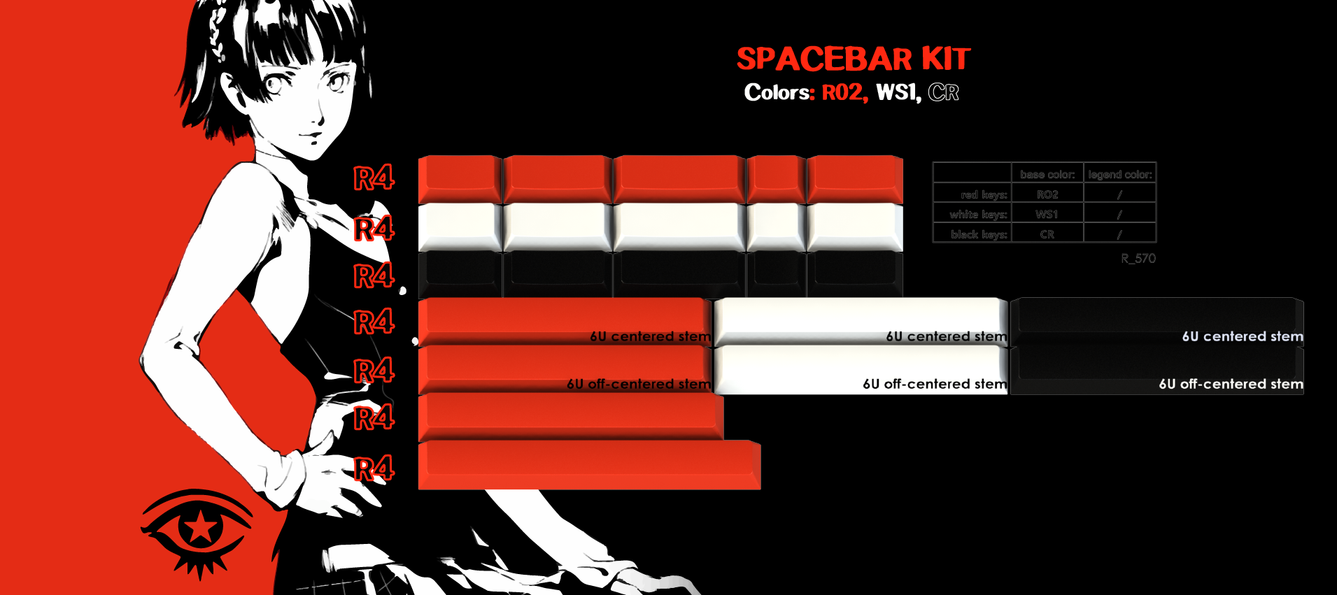 SPACEBAR KIT
Colors: R02, WS1, CR
R4
R4
R4
R4
R4
R4
R4
base color: legend color:
red keys: RO2 /
white keys: WS1 /
black keys: CR /
R_570
6U centered stem 6U centered stem 6U centered stem
6U off-centered stem 6U off-centered stem 6U off-centered stem